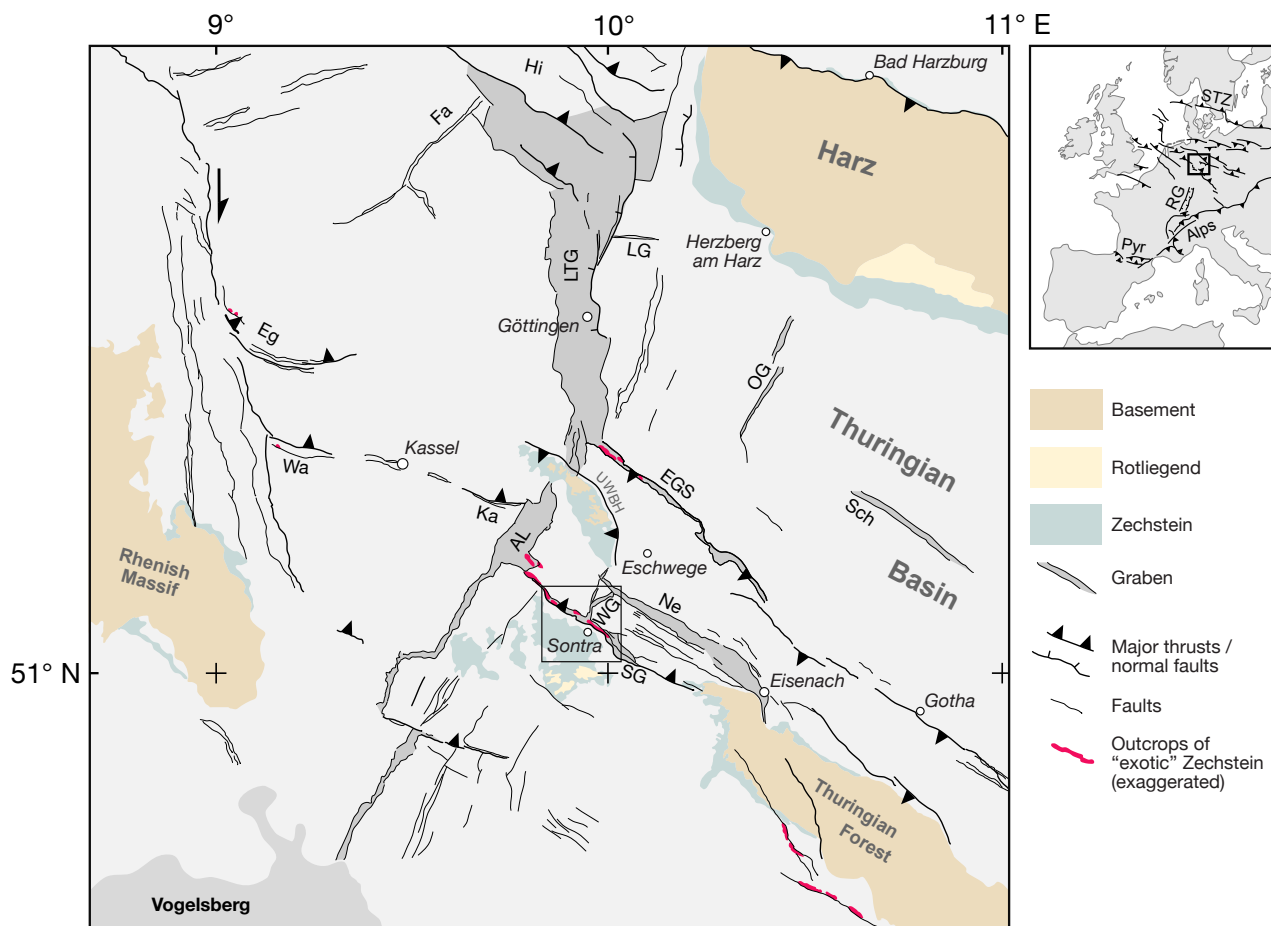 9°
10°
11° E
Hi
Bad Harzburg
STZ
Fa
Harz
RG
Herzberg
am Harz
LG
LTG
Pyr
Alps
Göttingen
Eg
OG
Basement
Thuringian
Kassel
Wa
Rotliegend
UWBH
EGS
Ka
Sch
Zechstein
AL
Rhenish
Massif
Eschwege
Basin
Graben
Ne
WG
Sontra
Major thrusts /
normal faults
51° N
SG
Eisenach
Gotha
Faults
Outcrops of
“exotic” Zechstein
(exaggerated)
Thuringian
Forest
Vogelsberg